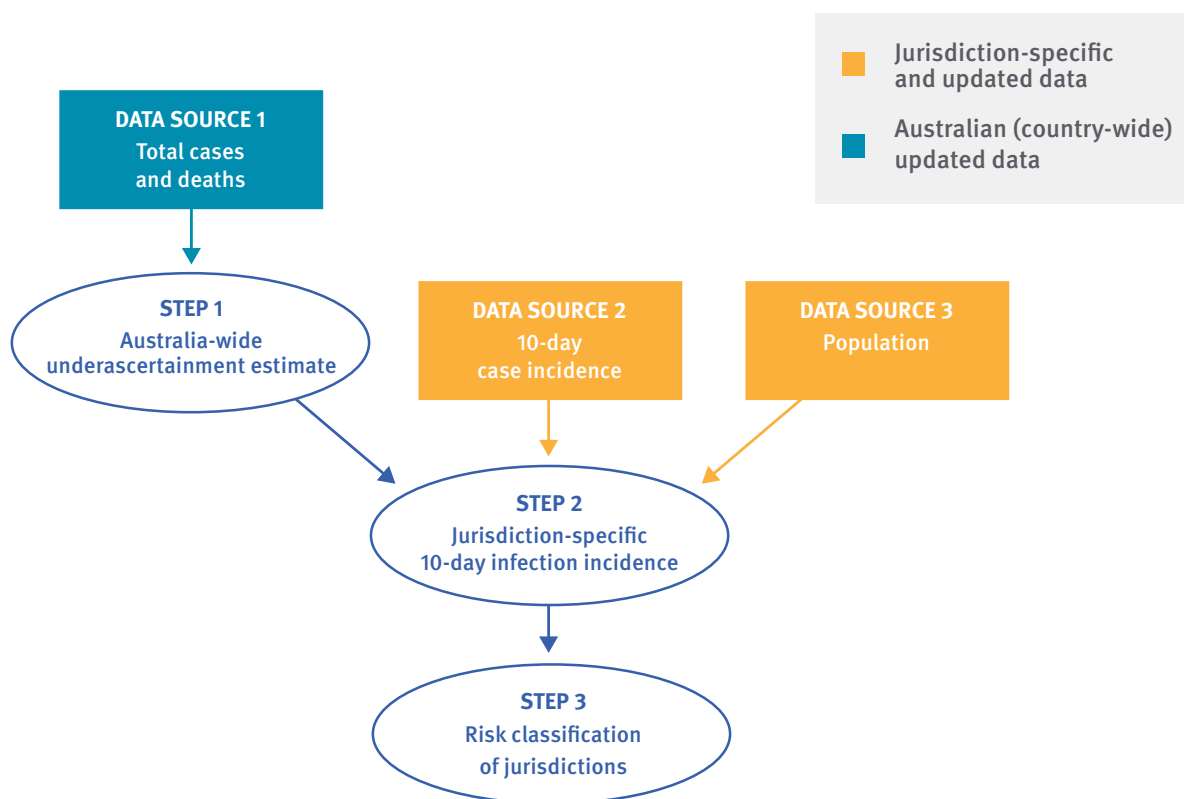 Jurisdiction-specific
and updated data
Australian (country-wide)
updated data
DATA SOURCE 1
Total cases
and deaths
STEP 1
Australia-wide
underascertainment estimate
DATA SOURCE 2
10-day
case incidence
DATA SOURCE 3
Population
STEP 2
Jurisdiction-specific
10-day infection incidence
STEP 3
Risk classification
of jurisdictions